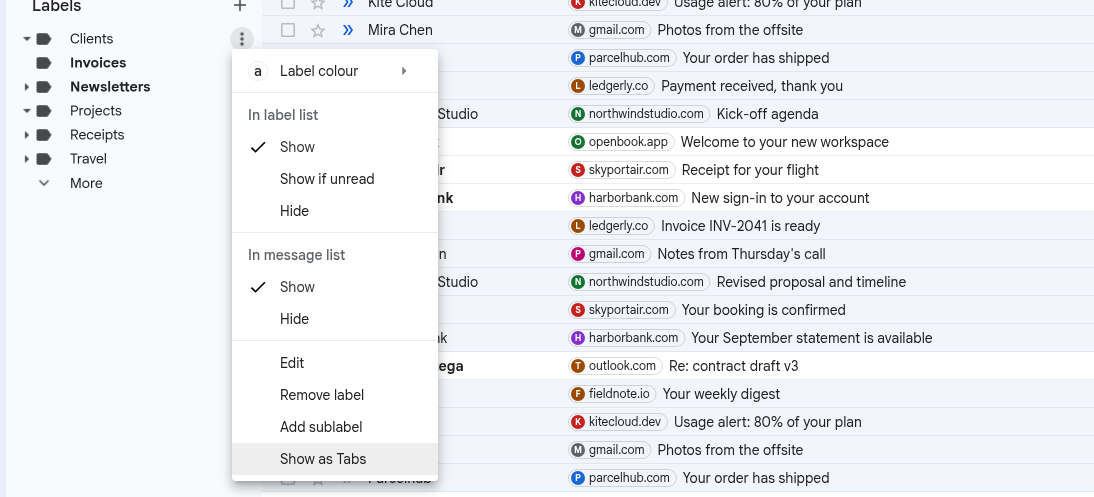 Labels
Kite Cloud kitecloud.dev Usage alert: 80% of your plan
Clients
M gmail.com Photos from the offsite
Mira Chen
Invoices
P parcelhub.com Your order has shipped
a Label colour
Newsletters
L ledgerly.co Payment received, thank you
Projects
In label list
Studio N northwindstudio.com Kick-off agenda
Receipts
Show
O openbook.app Welcome to your new workspace
Travel
Show if unread
S skyportair.com Receipt for your flight
More
Hide
H harborbank.com New sign-in to your account
L ledgerly.co Invoice INV-2041 is ready
In message list
P gmail.com Notes from Thursday's call
Show
Studio N northwindstudio.com Revised proposal and timeline
Hide
S skyportair.com Your booking is confirmed
H harborbank.com Your September statement is available
Edit
T outlook.com Re: contract draft v3
Remove label
F fieldnote.io Your weekly digest
Add sublabel
K kitecloud.dev Usage alert: 80% of your plan
Show as Tabs
M gmail.com Photos from the offsite
P parcelhub.com Your order has shipped